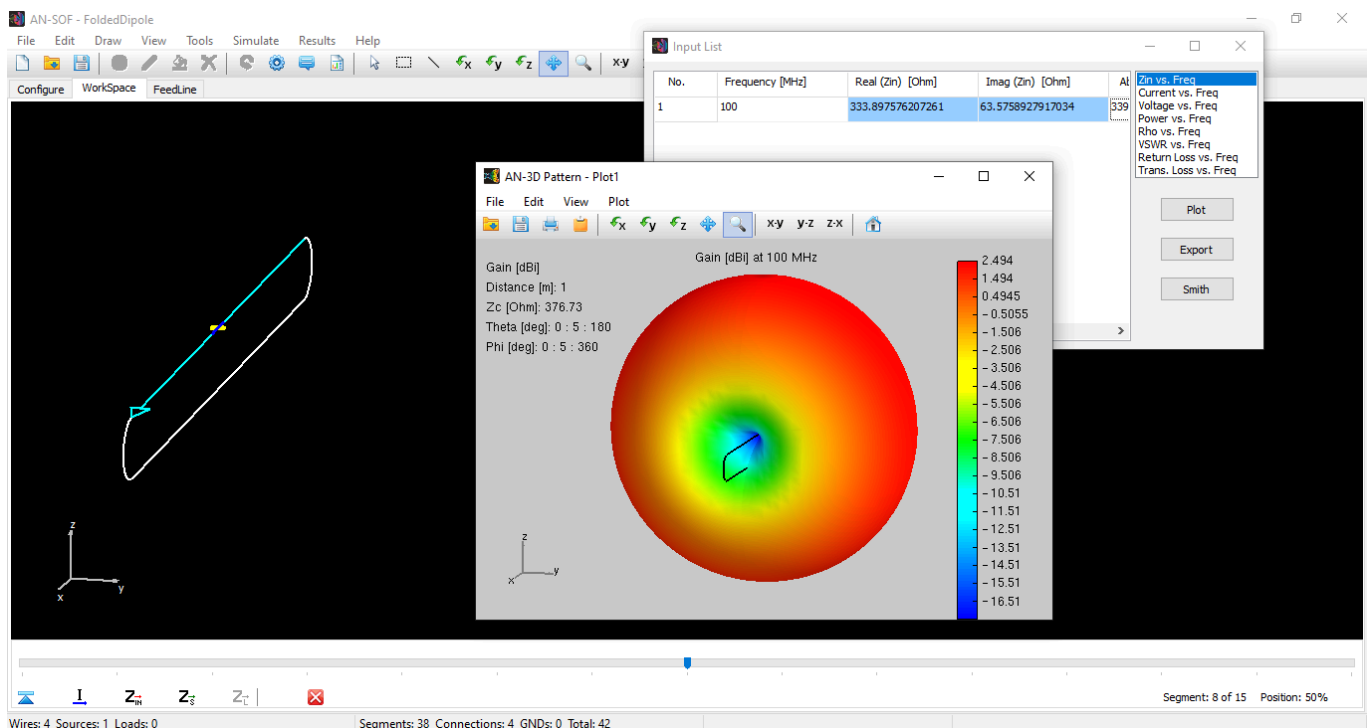 AN-SOF - FoldedDipole
File Edit Draw View Tools Simulate Results Help
x y z x-y
Configure WorkSpace FeedLine
Input List
No. Frequency [MHz] Real (Zin) [Ohm] Imag (Zin) [Ohm]
1 100 333.897576207261 63.5758927917034 339
Zin vs. Freq
Current vs. Freq
Voltage vs. Freq
Power vs. Freq
Rho vs. Freq
VSWR vs. Freq
Return Loss vs. Freq
Trans. Loss vs. Freq
Plot
Export
Smith
AN-3D Pattern - Plot1
File Edit View Plot
x y z x-y y-z z-x
Gain [dBi] at 100 MHz
Gain [dBi]
Distance [m]: 1
Zc [Ohm]: 376.73
Theta [deg]: 0 : 5 : 180
Phi [deg]: 0 : 5 : 360
2.494
1.494
0.4945
-0.5055
-1.506
-2.506
-3.506
-4.506
-5.506
-6.506
-7.506
-8.506
-9.506
-10.51
-11.51
-12.51
-13.51
-14.51
-15.51
-16.51
z
y
x
z
y
x
I ZIN ZS ZL
Segment: 8 of 15 Position: 50%
Wires: 4 Sources: 1 Loads: 0 Segments: 38 Connections: 4 GNDs: 0 Total: 42